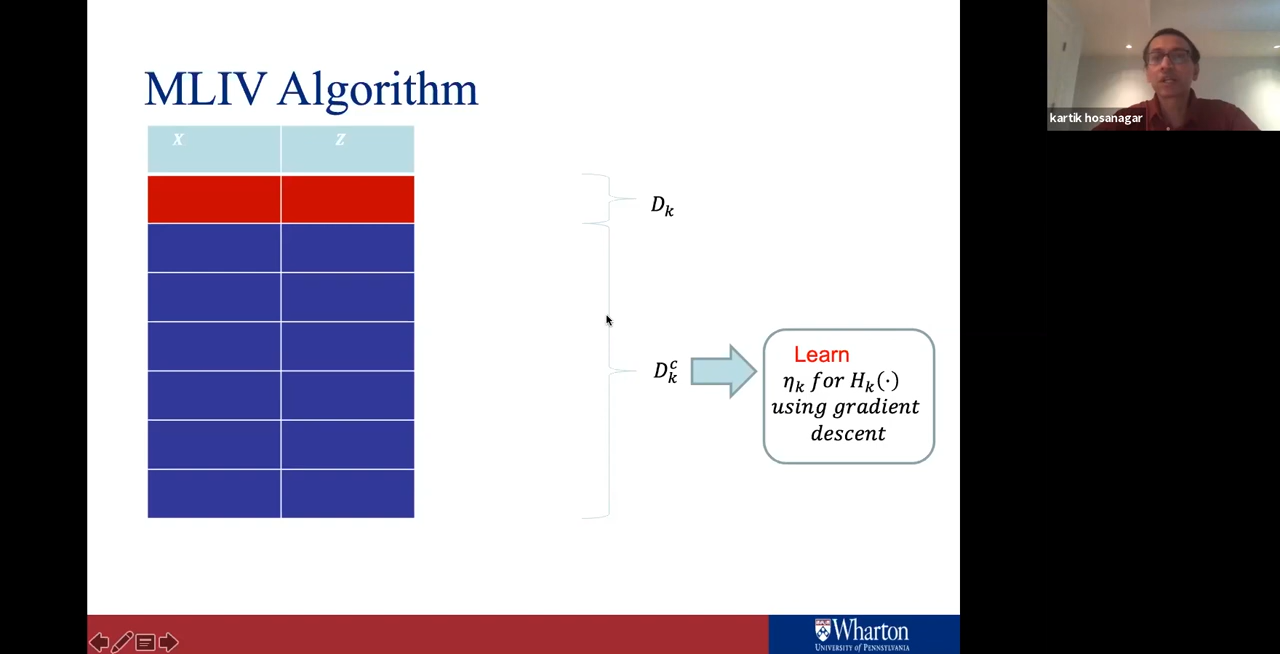 MLIV Algorithm
X Z
D_k
D_k^c
Learn
η_k for H_k(·)
using gradient
descent
Wharton
UNIVERSITY of PENNSYLVANIA
kartik hosanagar